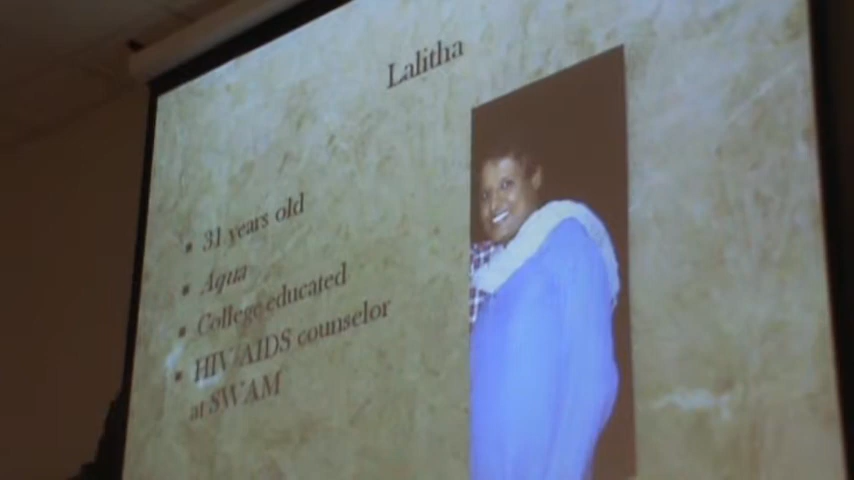 Lalitha
▪ 31 years old
▪ Aqua
▪ College educated
▪ HIV/AIDS counselor
at SWAM